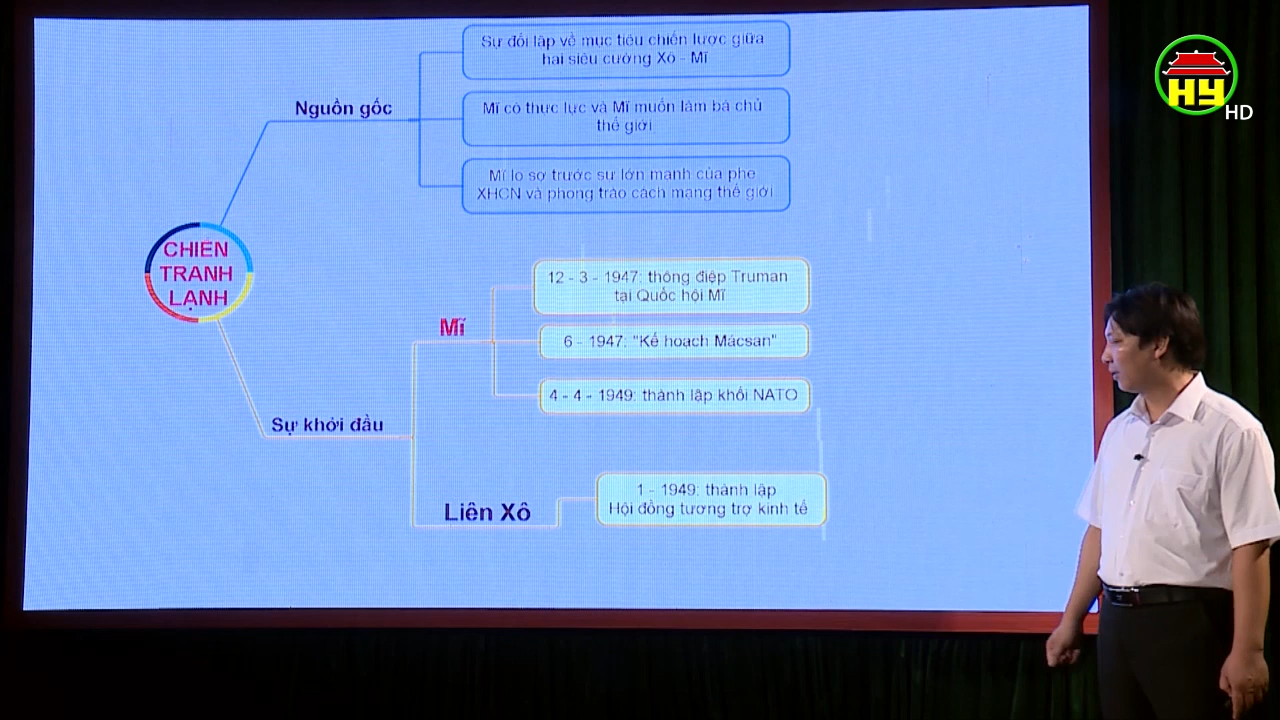 Sự đối lập về mục tiêu chiến lược giữa
hai siêu cường Xô - Mĩ
Nguồn gốc
Mĩ có thực lực và Mĩ muốn làm bá chủ
thế giới
Mĩ lo sợ trước sự lớn mạnh của phe
XHCN và phong trào cách mạng thế giới
CHIẾN
TRANH
LẠNH
12 - 3 - 1947: thông điệp Truman
tại Quốc hội Mĩ
Mĩ
6 - 1947: "Kế hoạch Mácsan"
4 - 4 - 1949: thành lập khối NATO
Sự khởi đầu
1 - 1949: thành lập
Hội đồng tương trợ kinh tế
Liên Xô
HY
HD